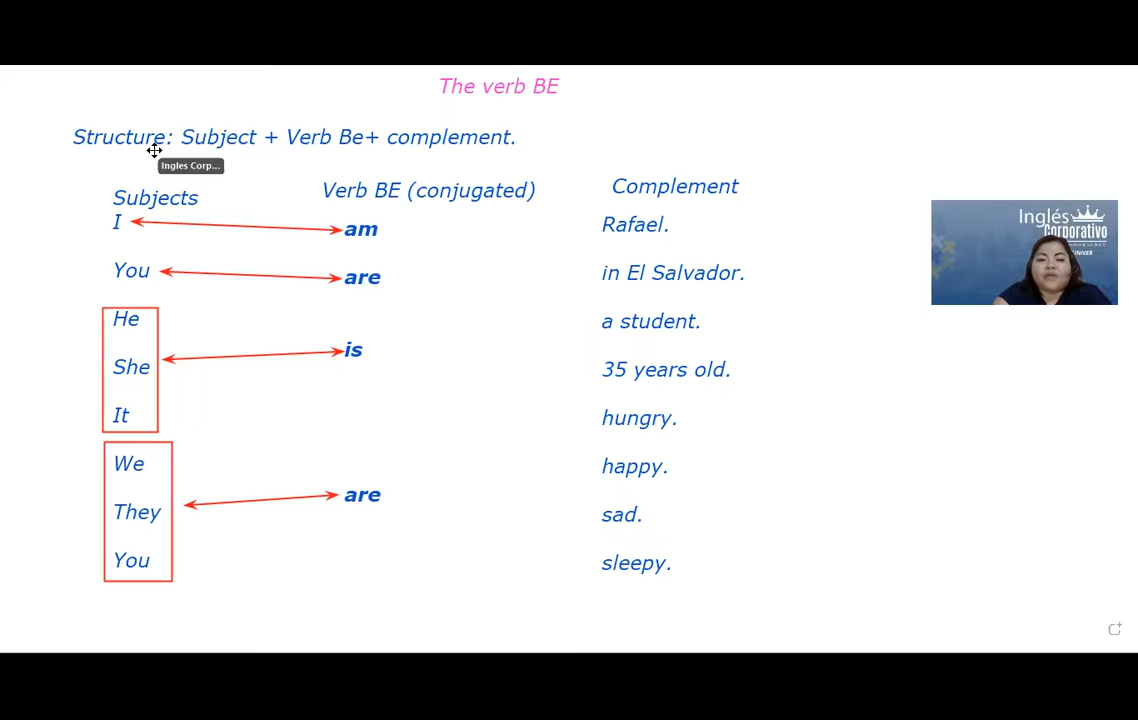 The verb BE
Structure: Subject + Verb Be+ complement.
Ingles Corp...
Subjects Verb BE (conjugated) Complement
I am Rafael.
You are in El Salvador.
He a student.
is
She 35 years old.
It hungry.
We happy.
are
They sad.
You sleepy.
Inglés
Corporativo